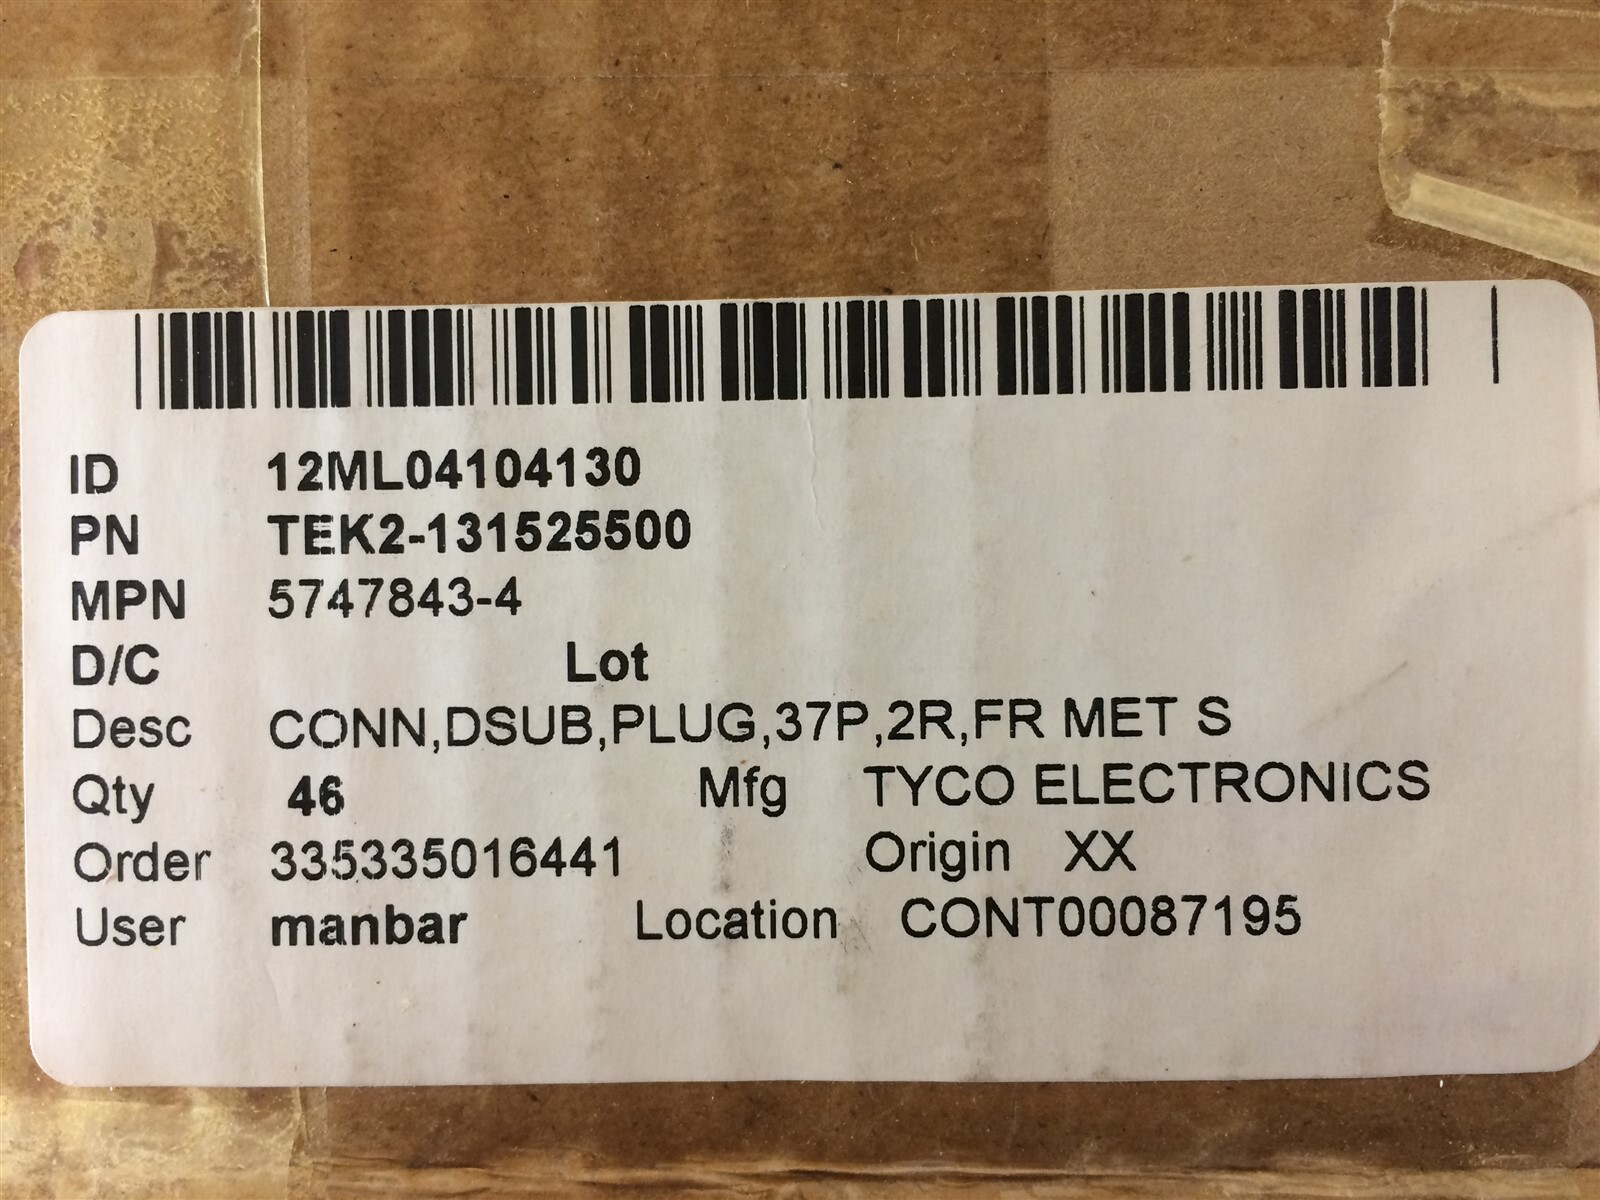 ID 12ML04104130
PN TEK2-131525500
MPN 5747843-4
D/C Lot
Desc CONN,DSUB,PLUG,37P,2R,FR MET S
Qty 46 Mfg TYCO ELECTRONICS
Order 335335016441 Origin XX
User manbar Location CONT00087195